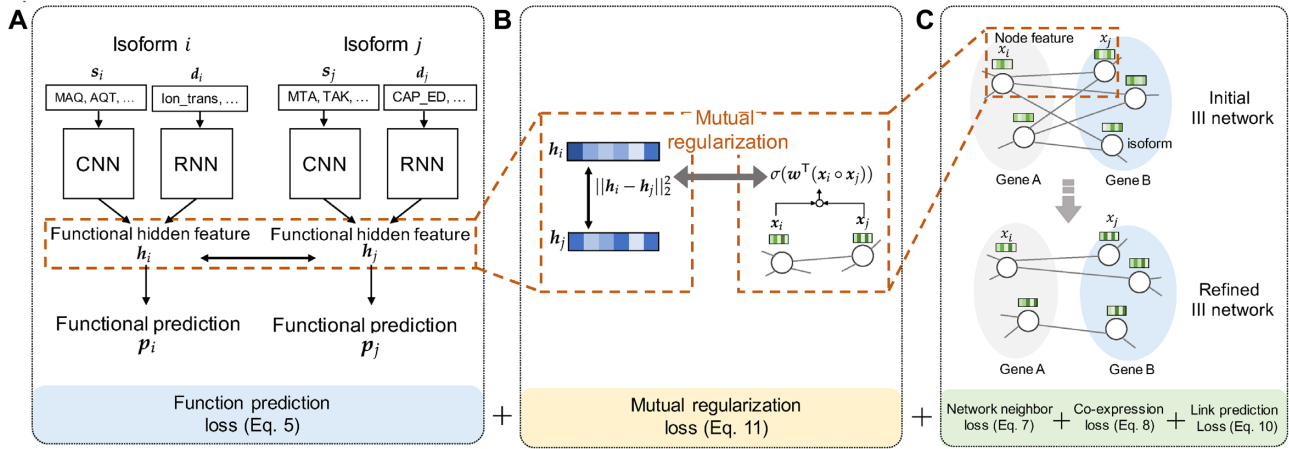 A
Isoform i
Isoform j
s_i
d_i
s_j
d_j
MAQ, AQT, …
Ion_trans, …
MTA, TAK, …
CAP_ED, …
CNN
RNN
CNN
RNN
Functional hidden feature
h_i
Functional hidden feature
h_j
Functional prediction
p_i
Functional prediction
p_j
Function prediction
loss (Eq. 5)
+
B
Mutual
regularization
h_i
||h_i − h_j||_2^2
h_j
σ(w^T(x_i ∘ x_j))
x_i
x_j
Mutual regularization
loss (Eq. 11)
+
C
Node feature
x_i
x_j
isoform
Gene A
Gene B
Initial
III network
x_i
x_j
Gene A
Gene B
Refined
III network
Network neighbor
loss (Eq. 7)
+
Co-expression
loss (Eq. 8)
+
Link prediction
Loss (Eq. 10)